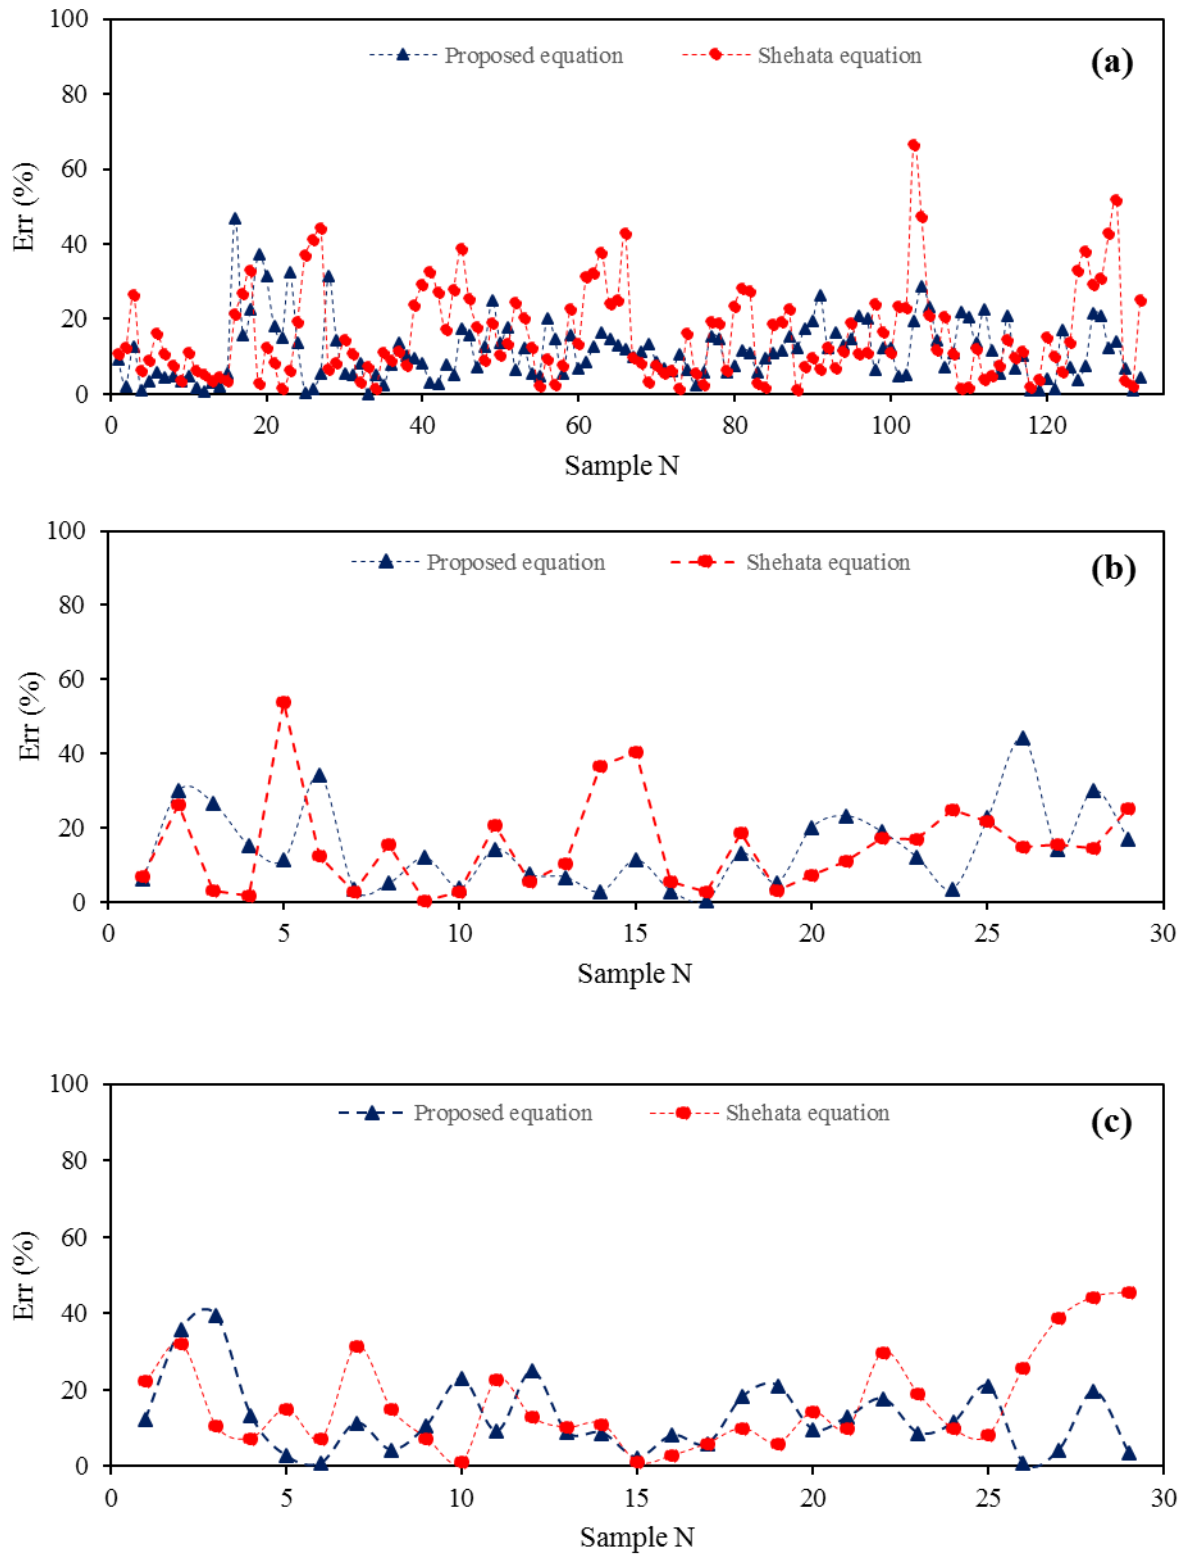 100
Proposed equation Shehata equation (a)
80
60
Err (%)
40
20
0
0 20 40 60 80 100 120
Sample N
100
Proposed equation Shehata equation (b)
80
60
Err (%)
40
20
0
0 5 10 15 20 25 30
Sample N
100
Proposed equation Shehata equation (c)
80
60
Err (%)
40
20
0
0 5 10 15 20 25 30
Sample N